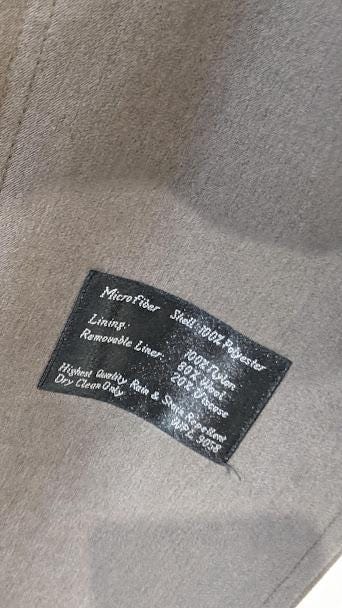 Microfiber Shell: 100% Polyester
Lining: 100% Nylon
Removable Liner: 80% Wool
20% Viscose
Highest Quality Rain & Stain Repellent
Dry Clean Only WPL 9058